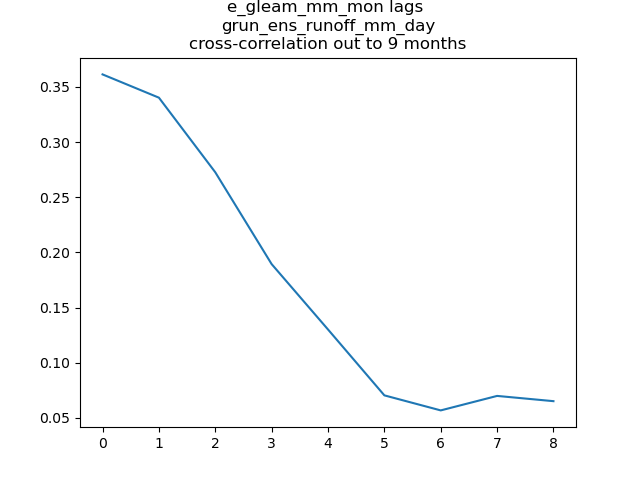 e_gleam_mm_mon lags
grun_ens_runoff_mm_day
cross-correlation out to 9 months
0.35
0.30
0.25
0.20
0.15
0.10
0.05
0 1 2 3 4 5 6 7 8